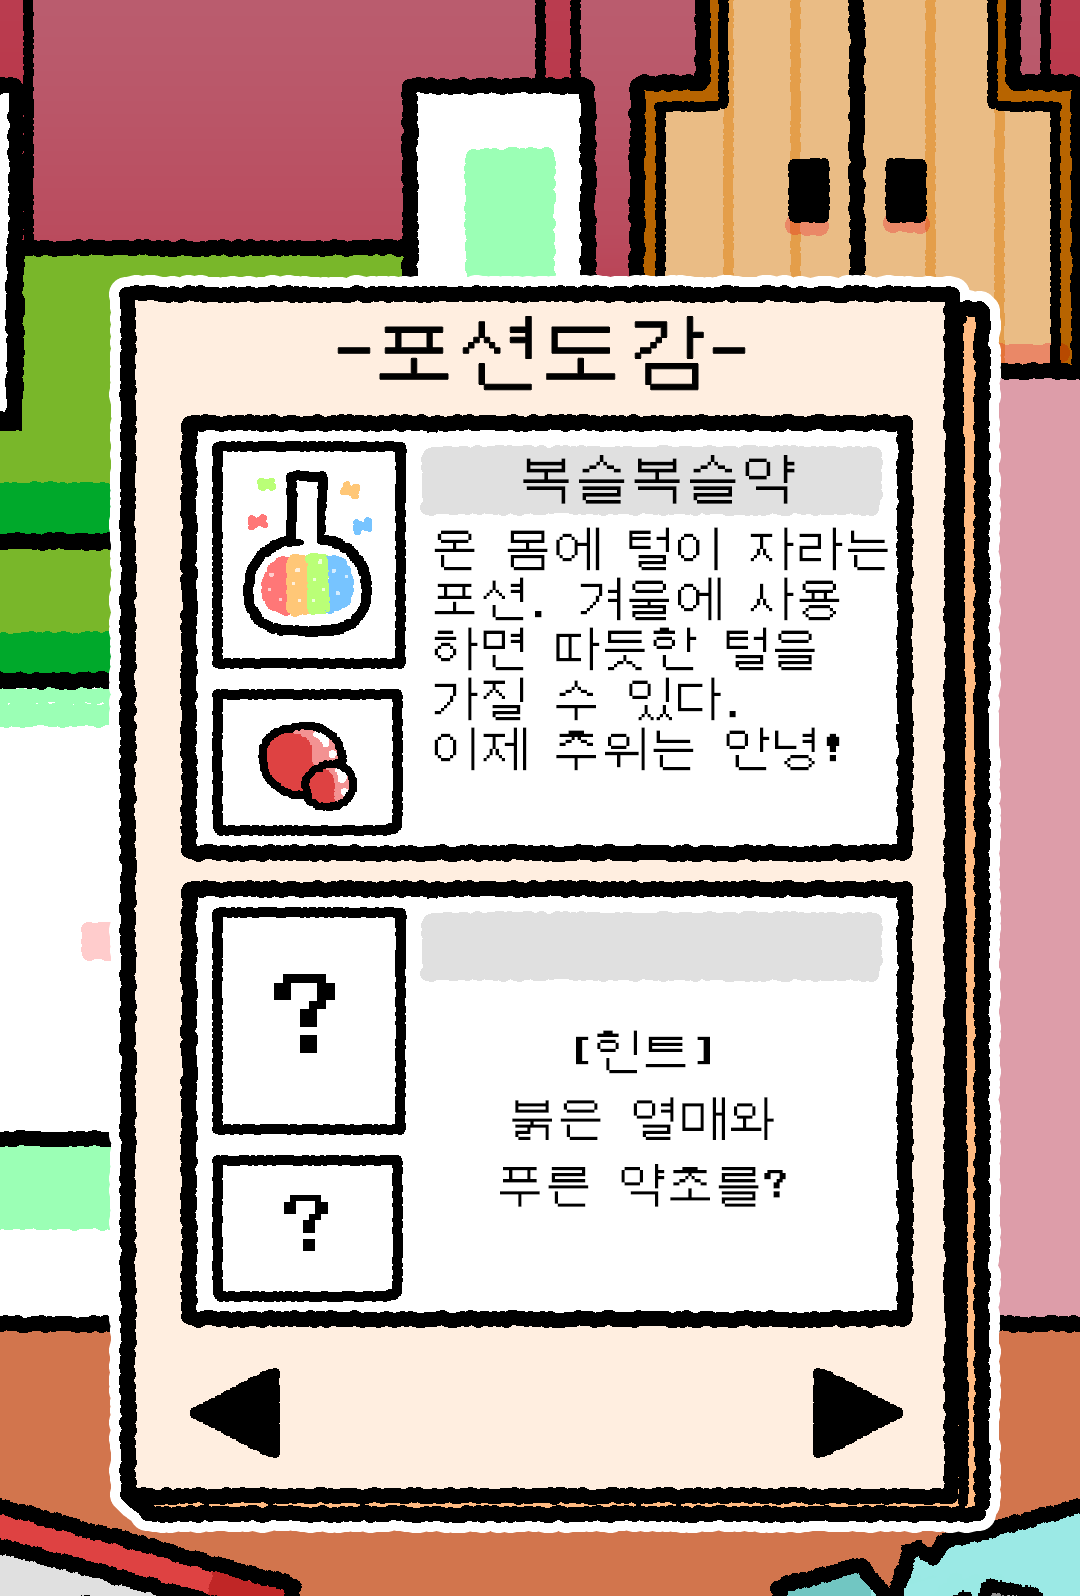 -포션도감-
복슬복슬약
온 몸에 털이 자라는
포션. 겨울에 사용
하면 따듯한 털을
가질 수 있다.
이제 추위는 안녕!
?
[힌트]
붉은 열매와
푸른 약초를?
?